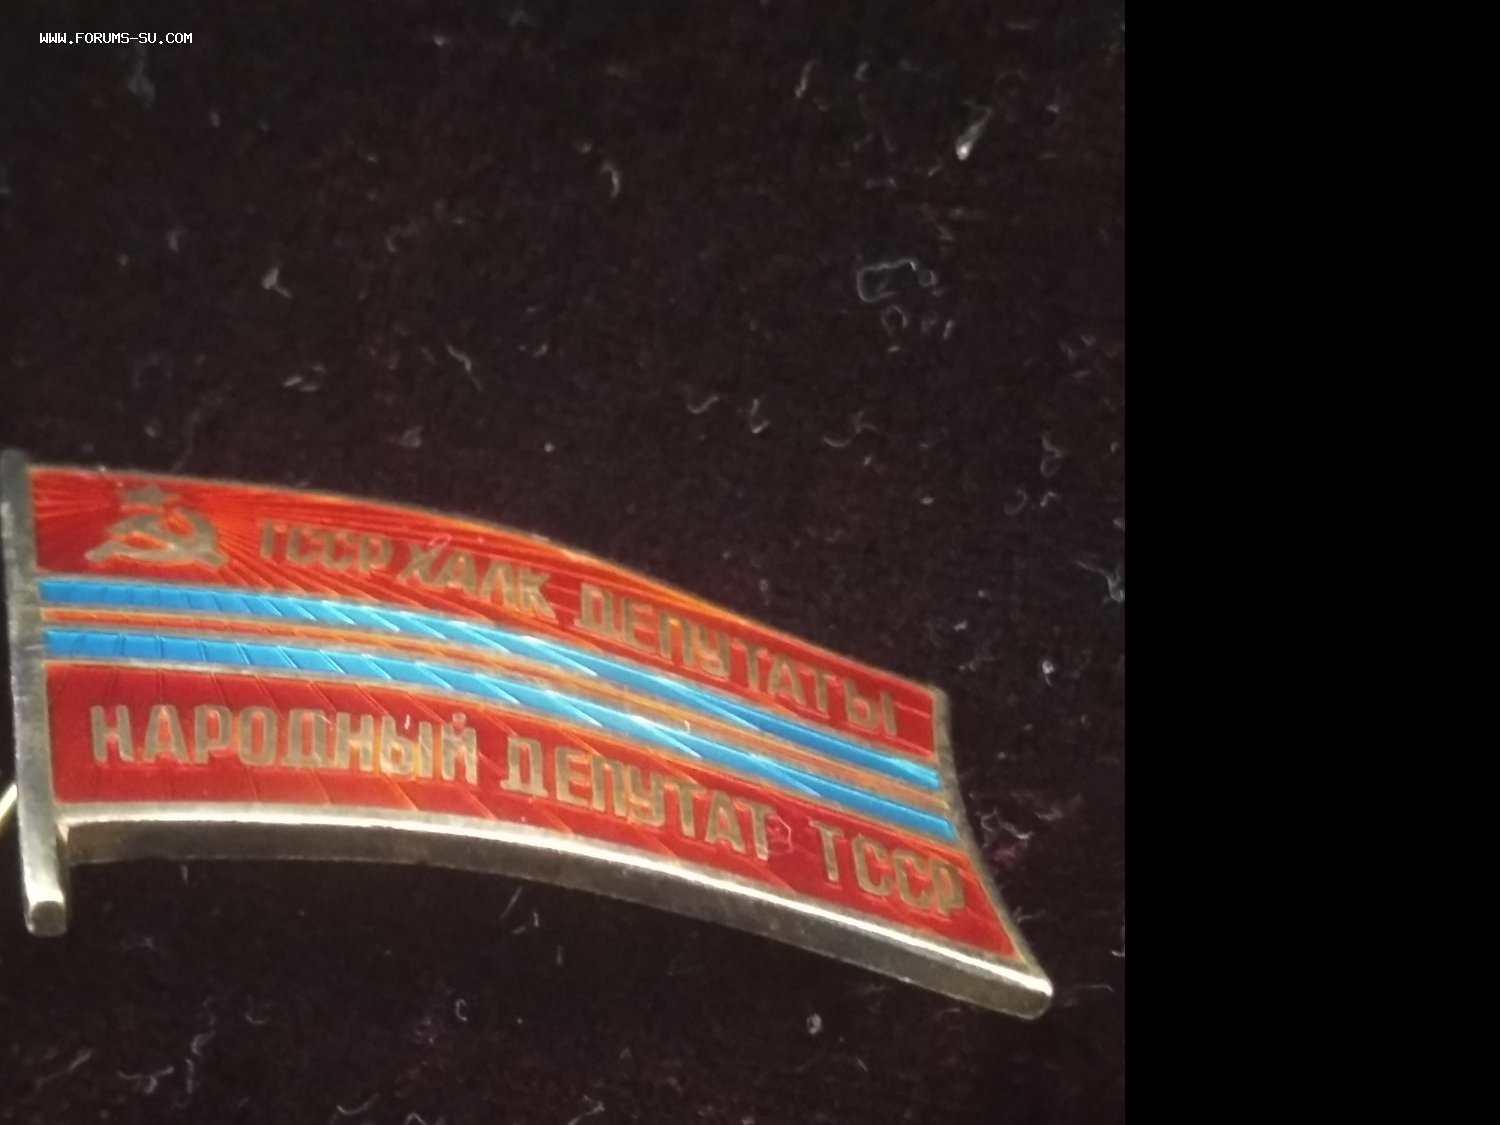 WWW.FORUMS-SU.COM
ТССР ХАЛК ДЕПУТАТЫ
НАРОДНЫЙ ДЕПУТАТ ТССР